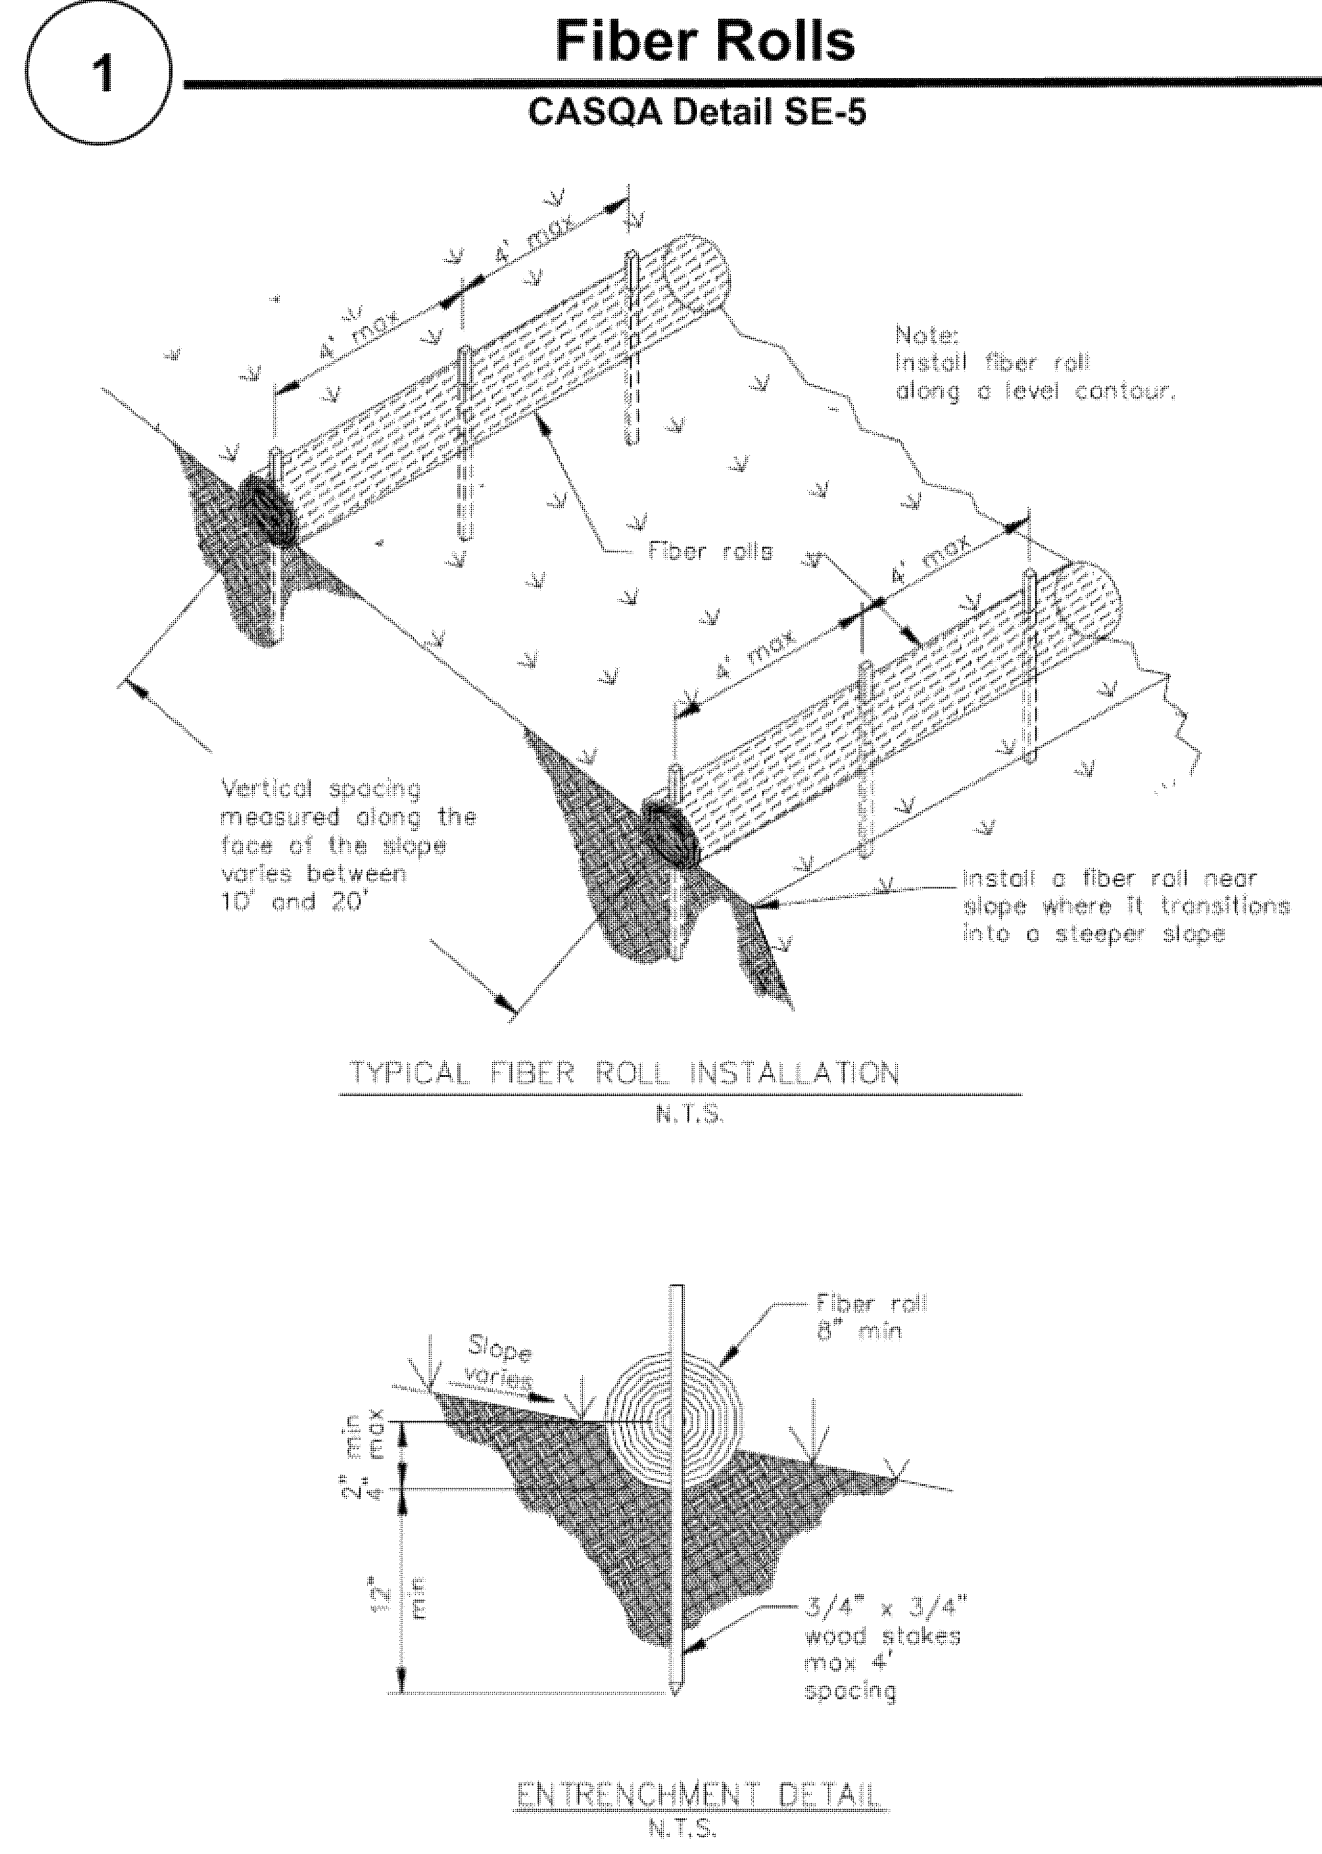 1
Fiber Rolls
CASQA Detail SE-5
4' max
4' max
Note:
Install fiber roll
along a level contour.
Fiber rolls
4' max
4' max
Vertical spacing
measured along the
face of the slope
varies between
10' and 20'
Install a fiber roll near
slope where it transitions
into a steeper slope
TYPICAL FIBER ROLL INSTALLATION
N.T.S.
Fiber roll
8" min
Slope
varies
2" min
4" max
12"
min
3/4" x 3/4"
wood stakes
max 4'
spacing
ENTRENCHMENT DETAIL
N.T.S.